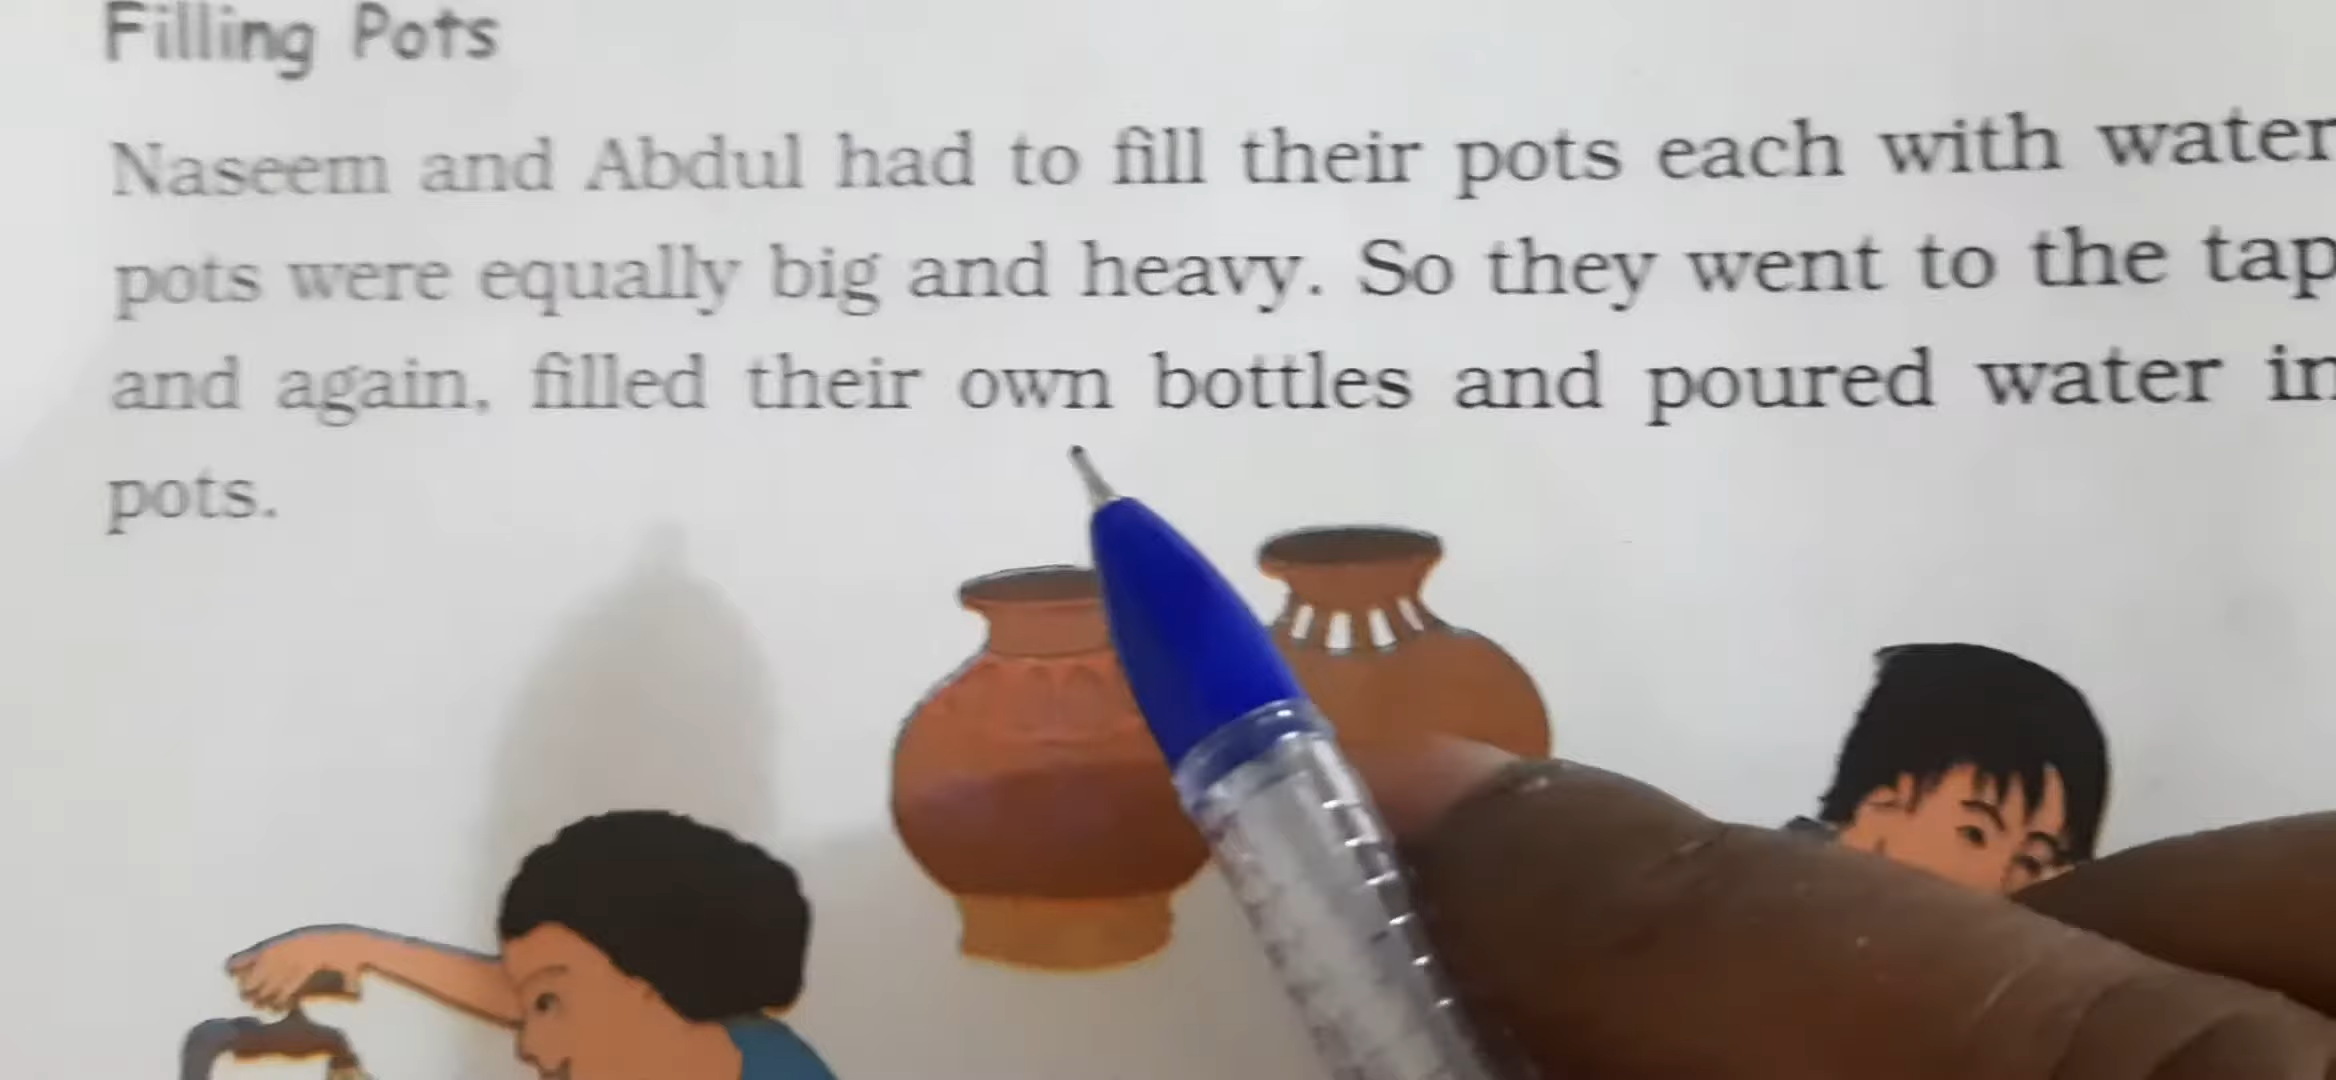 Filling Pots
Naseem and Abdul had to fill their pots each with water
pots were equally big and heavy. So they went to the tap
and again, filled their own bottles and poured water in
pots.